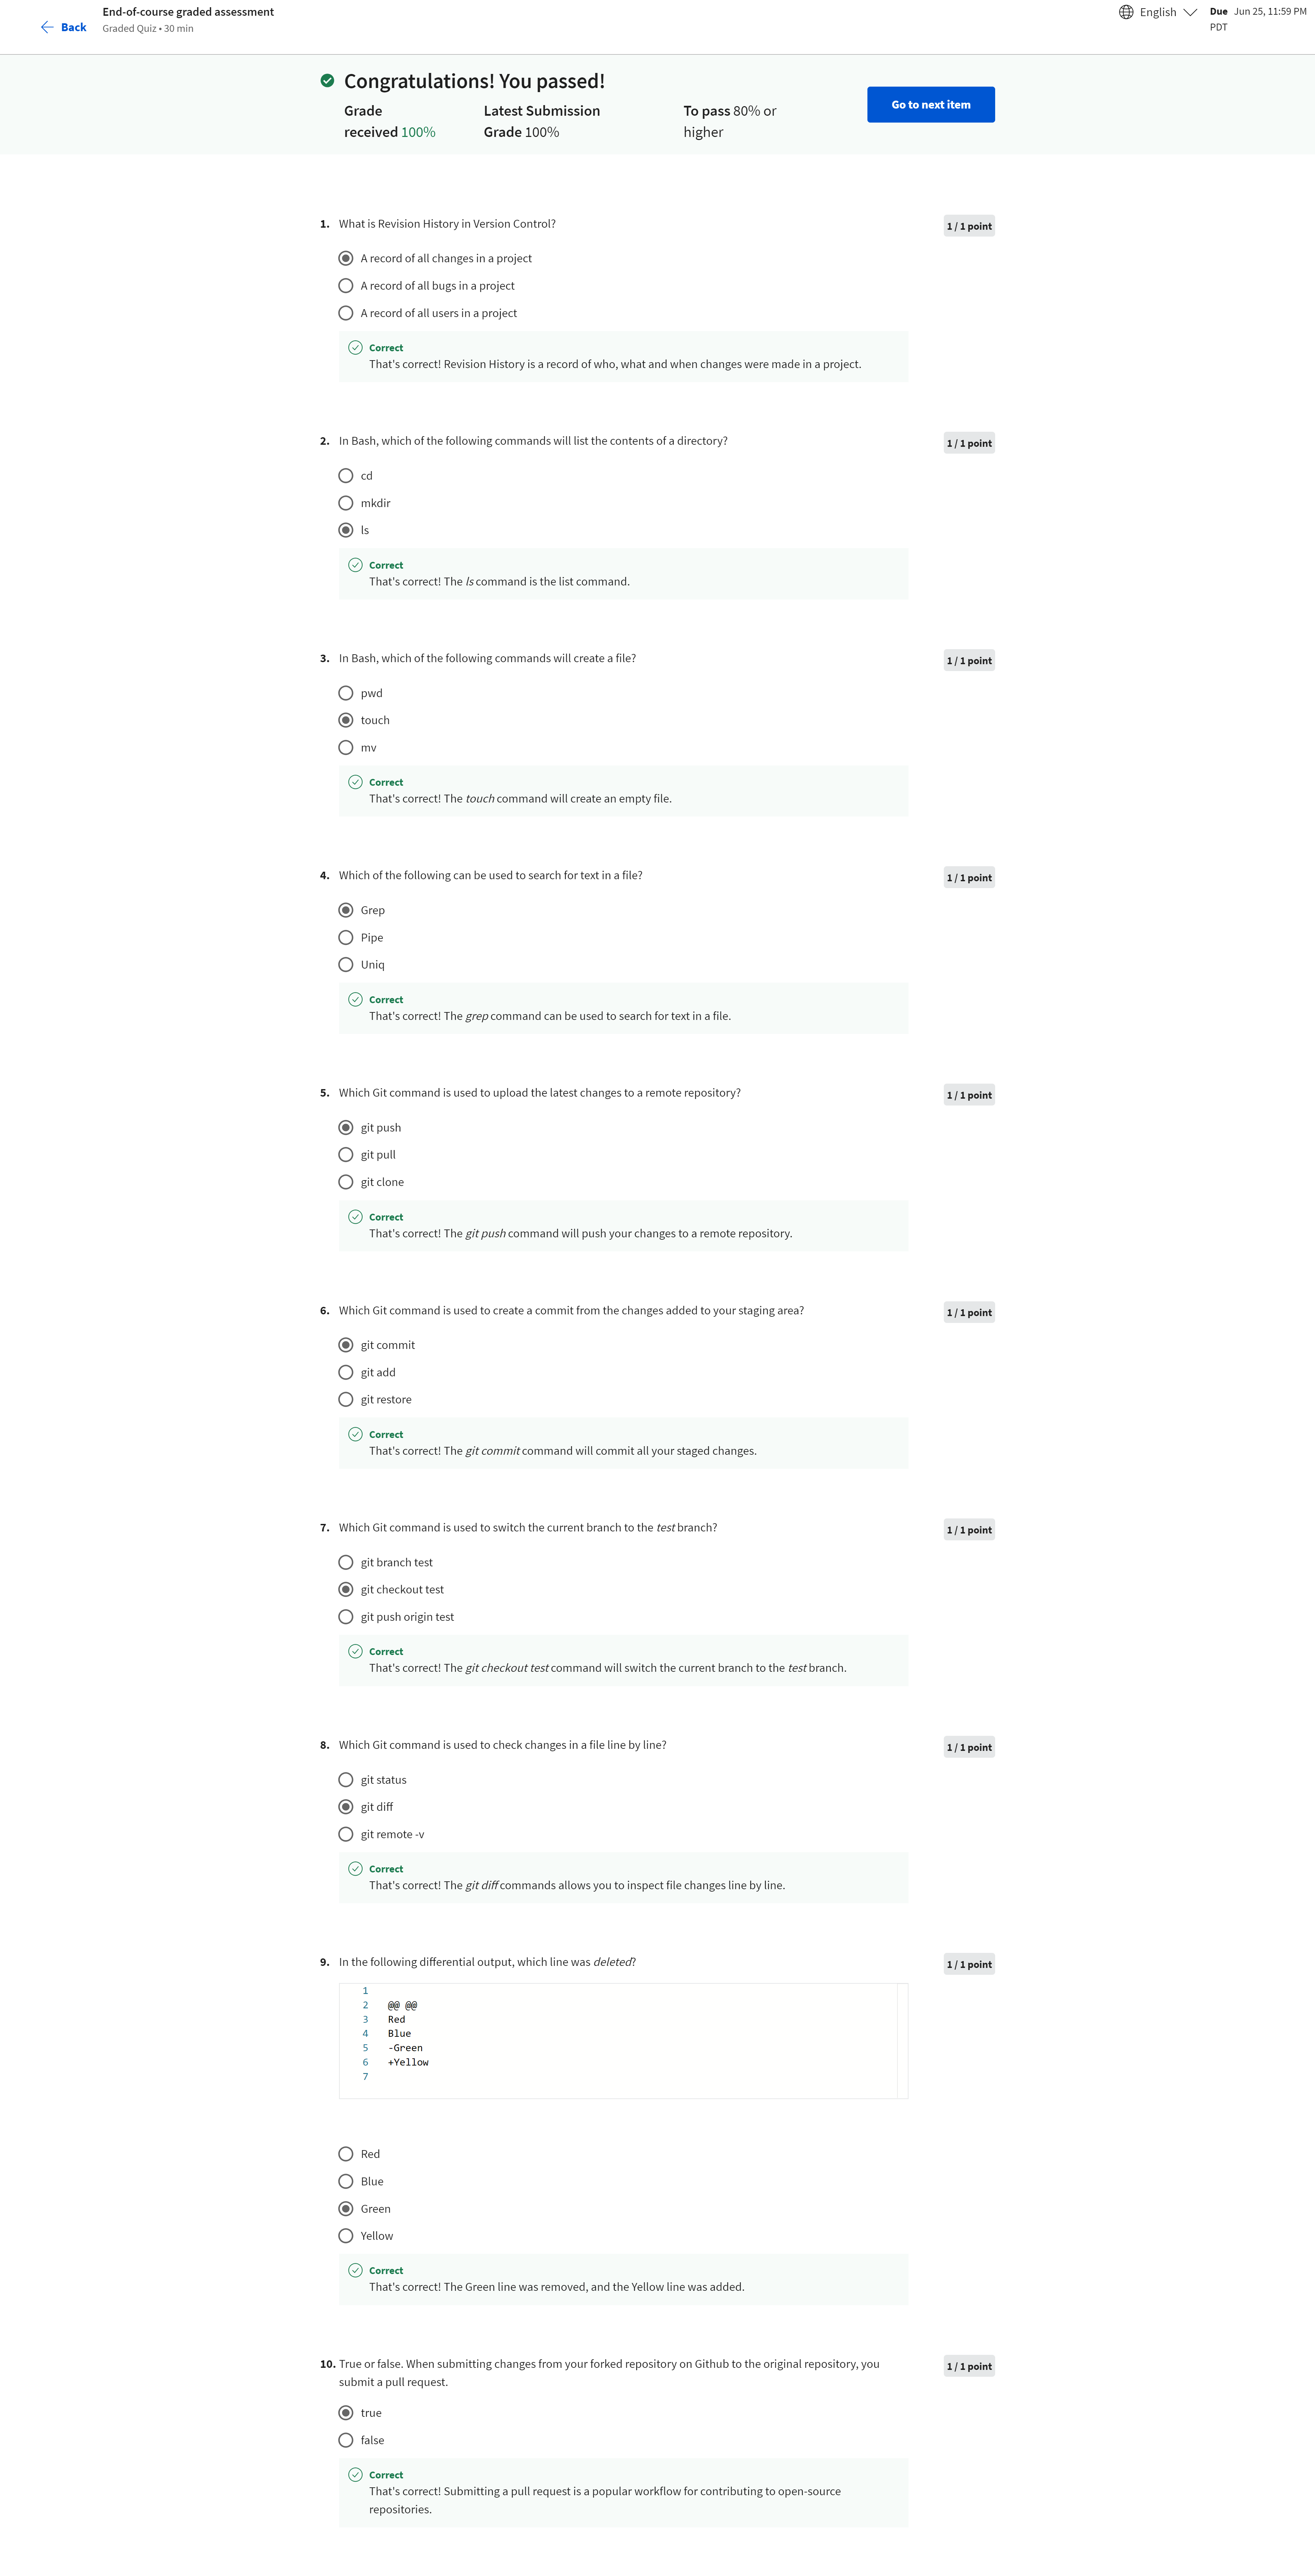 Back
End-of-course graded assessment
Graded Quiz • 30 min
English
Due Jun 25, 11:59 PM
PDT
Congratulations! You passed!
Grade
received 100%
Latest Submission
Grade 100%
To pass 80% or
higher
Go to next item
1. What is Revision History in Version Control?
1 / 1 point
A record of all changes in a project
A record of all bugs in a project
A record of all users in a project
Correct
That's correct! Revision History is a record of who, what and when changes were made in a project.
2. In Bash, which of the following commands will list the contents of a directory?
1 / 1 point
cd
mkdir
ls
Correct
That's correct! The ls command is the list command.
3. In Bash, which of the following commands will create a file?
1 / 1 point
pwd
touch
mv
Correct
That's correct! The touch command will create an empty file.
4. Which of the following can be used to search for text in a file?
1 / 1 point
Grep
Pipe
Uniq
Correct
That's correct! The grep command can be used to search for text in a file.
5. Which Git command is used to upload the latest changes to a remote repository?
1 / 1 point
git push
git pull
git clone
Correct
That's correct! The git push command will push your changes to a remote repository.
6. Which Git command is used to create a commit from the changes added to your staging area?
1 / 1 point
git commit
git add
git restore
Correct
That's correct! The git commit command will commit all your staged changes.
7. Which Git command is used to switch the current branch to the test branch?
1 / 1 point
git branch test
git checkout test
git push origin test
Correct
That's correct! The git checkout test command will switch the current branch to the test branch.
8. Which Git command is used to check changes in a file line by line?
1 / 1 point
git status
git diff
git remote -v
Correct
That's correct! The git diff commands allows you to inspect file changes line by line.
9. In the following differential output, which line was deleted?
1 / 1 point
1
2 @@ @@
3 Red
4 Blue
5 -Green
6 +Yellow
7
Red
Blue
Green
Yellow
Correct
That's correct! The Green line was removed, and the Yellow line was added.
10. True or false. When submitting changes from your forked repository on Github to the original repository, you
submit a pull request.
1 / 1 point
true
false
Correct
That's correct! Submitting a pull request is a popular workflow for contributing to open-source
repositories.